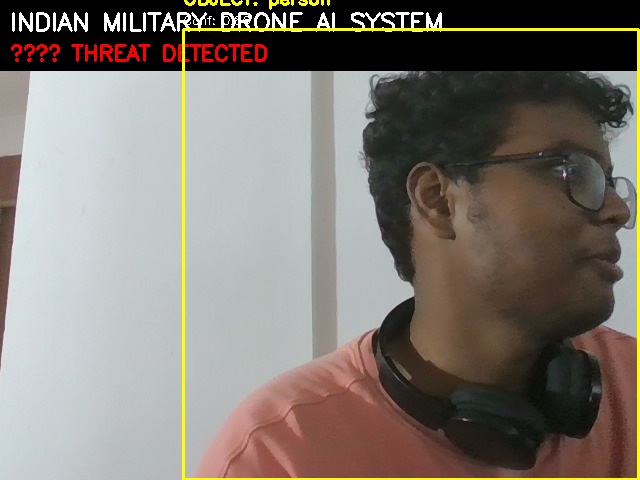 OBJECT: person
INDIAN MILITARY DRONE AI SYSTEM
???? THREAT DETECTED